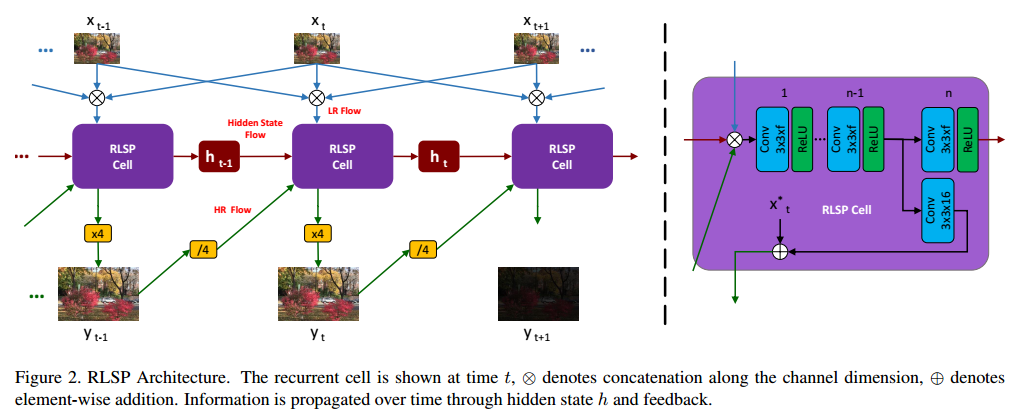 X t-1
X t
X t+1
...
...
LR Flow
Hidden State
Flow
...
RLSP
Cell
h t-1
RLSP
Cell
h t
RLSP
Cell
HR Flow
x4
/4
x4
/4
...
y t-1
y t
y t+1
1
n-1
n
Conv
3x3xf
ReLU
...
Conv
3x3xf
ReLU
Conv
3x3xf
ReLU
Conv
3x3x16
X*t
RLSP Cell
Figure 2. RLSP Architecture. The recurrent cell is shown at time t, ⊗ denotes concatenation along the channel dimension, ⊕ denotes
element-wise addition. Information is propagated over time through hidden state h and feedback.